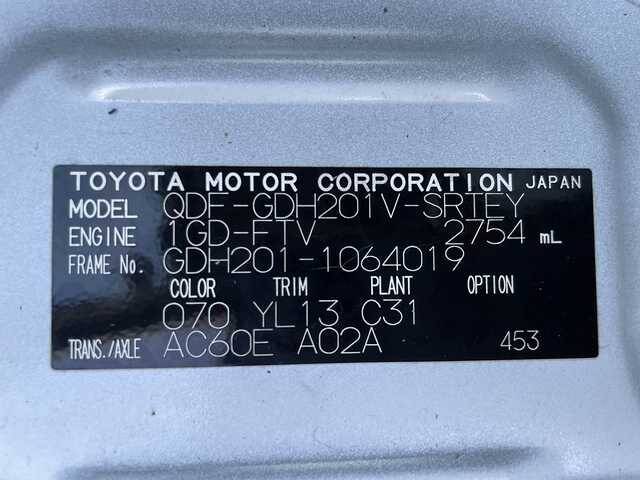 TOYOTA MOTOR CORPORATION JAPAN
MODEL QDF-GDH201V-SRTEY
ENGINE 1GD-FTV 2754 mL
FRAME No. GDH201-1064019
COLOR TRIM PLANT OPTION
070 YL13 C31
TRANS./AXLE AC60E A02A 453